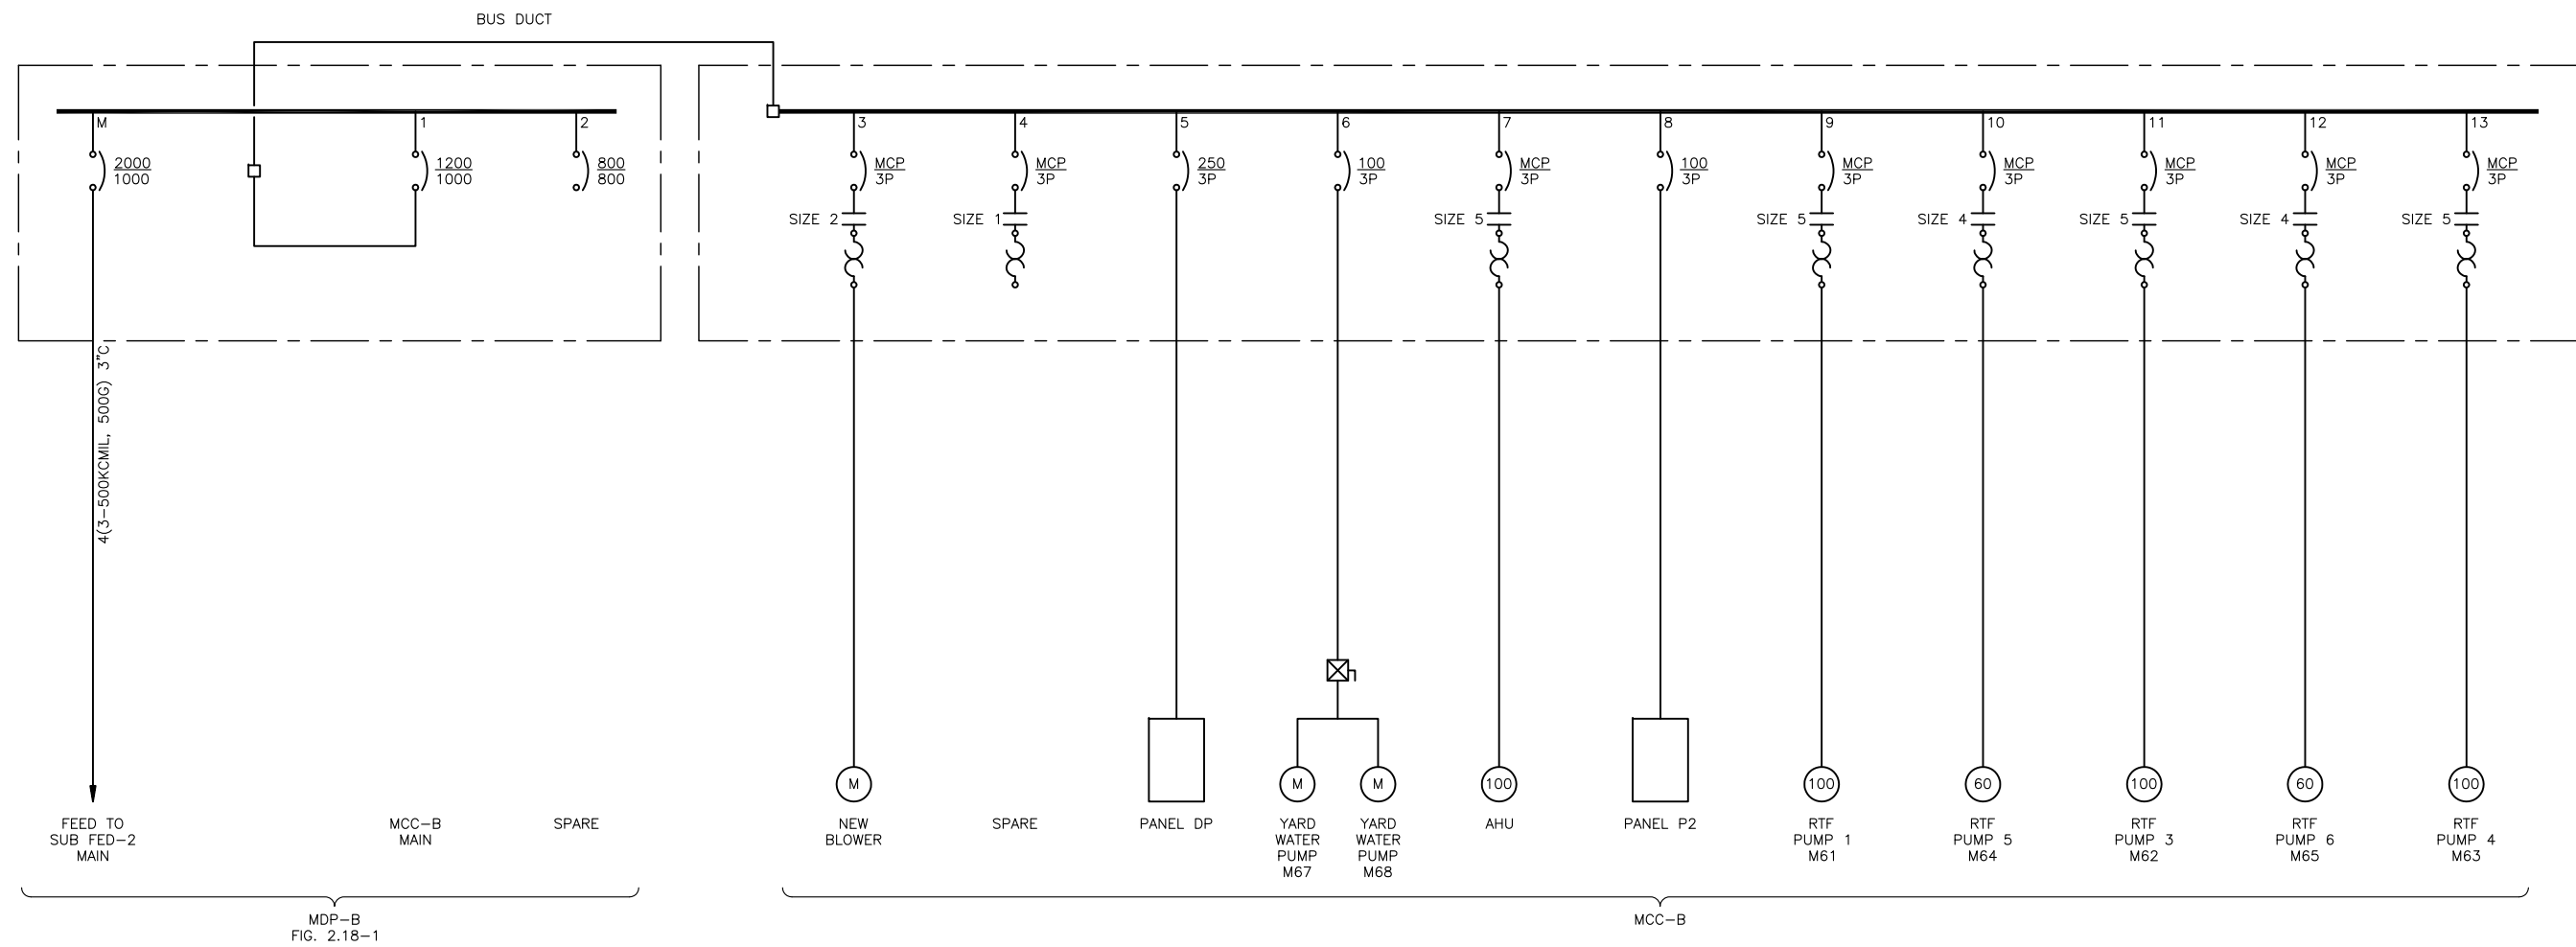 BUS DUCT
M
1
2
3
4
5
6
7
8
9
10
11
12
13
2000
1000
1200
1000
800
800
MCP
3P
MCP
3P
250
3P
100
3P
MCP
3P
100
3P
MCP
3P
MCP
3P
MCP
3P
MCP
3P
MCP
3P
SIZE 2
SIZE 1
SIZE 5
SIZE 5
SIZE 4
SIZE 5
SIZE 4
SIZE 5
4(3-500KCMIL, 500G) 3"C
M
M
M
100
100
60
100
60
100
FEED TO
SUB FED-2
MAIN
MCC-B
MAIN
SPARE
NEW
BLOWER
SPARE
PANEL DP
YARD
WATER
PUMP
M67
YARD
WATER
PUMP
M68
AHU
PANEL P2
RTF
PUMP 1
M61
RTF
PUMP 5
M64
RTF
PUMP 3
M62
RTF
PUMP 6
M65
RTF
PUMP 4
M63
MDP-B
FIG. 2.18-1
MCC-B